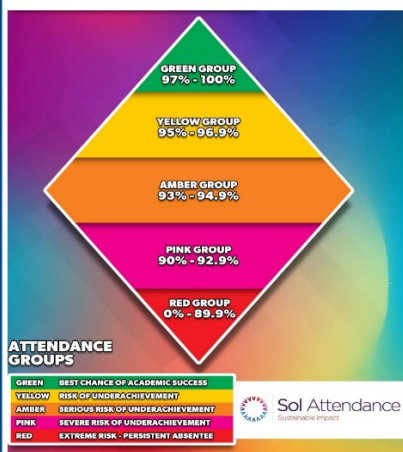 GREEN GROUP
97% - 100%
YELLOW GROUP
95% - 96.9%
AMBER GROUP
93% - 94.9%
PINK GROUP
90% - 92.9%
RED GROUP
0% - 89.9%
ATTENDANCE
GROUPS
GREEN BEST CHANCE OF ACADEMIC SUCCESS
YELLOW RISK OF UNDERACHIEVEMENT
AMBER SERIOUS RISK OF UNDERACHIEVEMENT
PINK SEVERE RISK OF UNDERACHIEVEMENT
RED EXTREME RISK - PERSISTENT ABSENTEE
Sol Attendance
Sustainable Impact